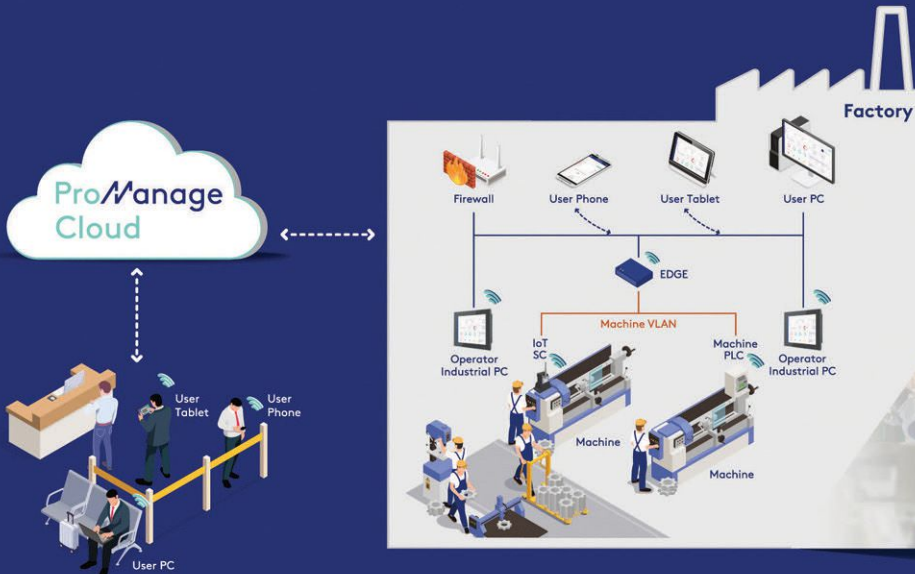 Factory
ProManage
Cloud
Firewall
User Phone
User Tablet
User PC
EDGE
Machine VLAN
Operator
Industrial PC
IoT
SC
Machine
PLC
Operator
Industrial PC
Machine
Machine
User
Tablet
User
Phone
User PC